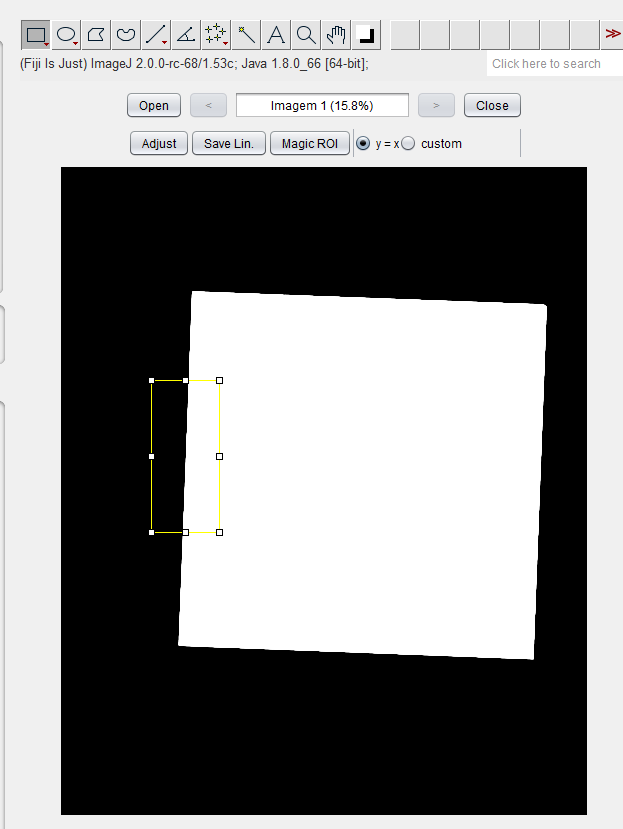 (Fiji Is Just) ImageJ 2.0.0-rc-68/1.53c; Java 1.8.0_66 [64-bit];
Click here to search
Open < Imagem 1 (15.8%) > Close
Adjust Save Lin. Magic ROI y = x custom